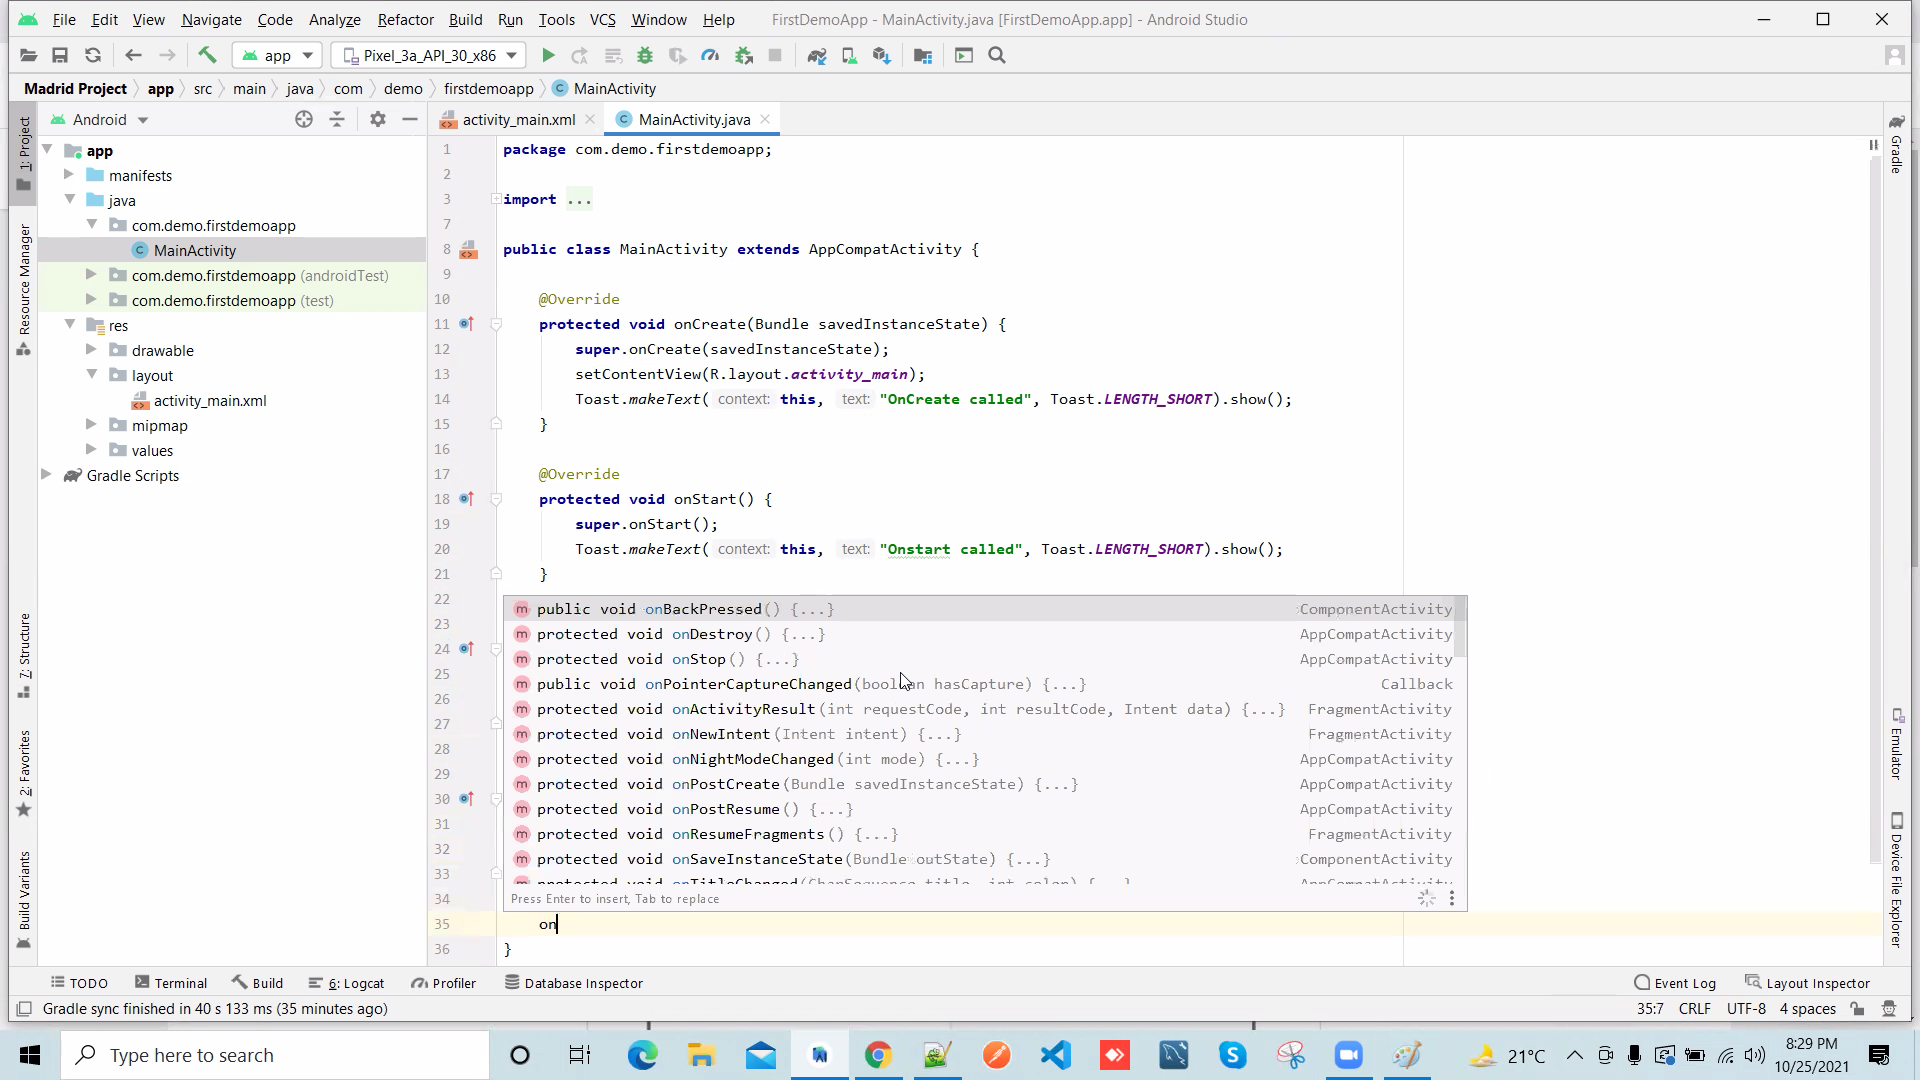 File Edit View Navigate Code Analyze Refactor Build Run Tools VCS Window Help FirstDemoApp - MainActivity.java [FirstDemoApp.app] - Android Studio
app Pixel_3a_API_30_x86
Madrid Project app src main java com demo firstdemoapp MainActivity
Android
activity_main.xml MainActivity.java
app
manifests
java
com.demo.firstdemoapp
MainActivity
com.demo.firstdemoapp (androidTest)
com.demo.firstdemoapp (test)
res
drawable
layout
activity_main.xml
mipmap
values
Gradle Scripts
1: Project
Resource Manager
7: Structure
2: Favorites
Build Variants
1 package com.demo.firstdemoapp;
2
3 import ...
7
8 public class MainActivity extends AppCompatActivity {
9
10 @Override
11 protected void onCreate(Bundle savedInstanceState) {
12 super.onCreate(savedInstanceState);
13 setContentView(R.layout.activity_main);
14 Toast.makeText( context: this, text: "OnCreate called", Toast.LENGTH_SHORT).show();
15 }
16
17 @Override
18 protected void onStart() {
19 super.onStart();
20 Toast.makeText( context: this, text: "Onstart called", Toast.LENGTH_SHORT).show();
21 }
22
23
24
25
26
27
28
29
30
31
32
33
34
35 on
36 }
public void onBackPressed() {...} ComponentActivity
protected void onDestroy() {...} AppCompatActivity
protected void onStop() {...} AppCompatActivity
public void onPointerCaptureChanged(boolean hasCapture) {...} Callback
protected void onActivityResult(int requestCode, int resultCode, Intent data) {...} FragmentActivity
protected void onNewIntent(Intent intent) {...} FragmentActivity
protected void onNightModeChanged(int mode) {...} AppCompatActivity
protected void onPostCreate(Bundle savedInstanceState) {...} AppCompatActivity
protected void onPostResume() {...} AppCompatActivity
protected void onResumeFragments() {...} FragmentActivity
protected void onSaveInstanceState(Bundle outState) {...} ComponentActivity
protected void onTitleChanged(CharSequence title, int color) {...} AppCompatActivity
Press Enter to insert, Tab to replace
Gradle
Emulator
Device File Explorer
TODO Terminal Build 6: Logcat Profiler Database Inspector Event Log Layout Inspector
Gradle sync finished in 40 s 133 ms (35 minutes ago) 35:7 CRLF UTF-8 4 spaces
Type here to search 21°C 8:29 PM
10/25/2021